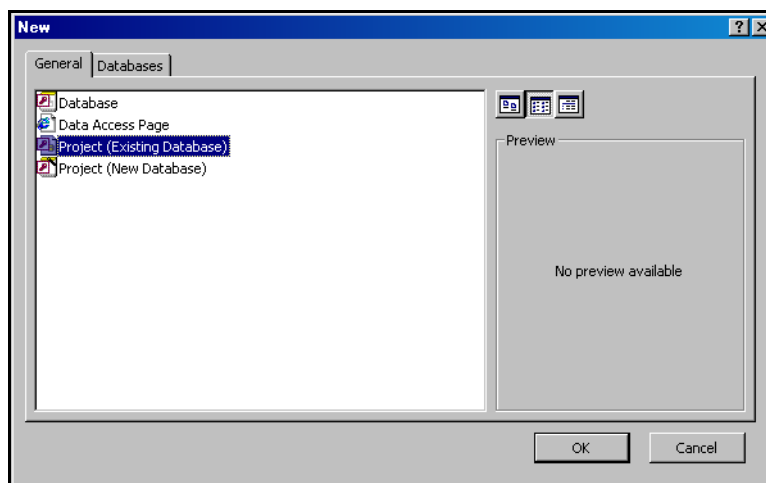 New
General Databases
Database
Data Access Page
Project (Existing Database)
Project (New Database)
Preview
No preview available
OK Cancel